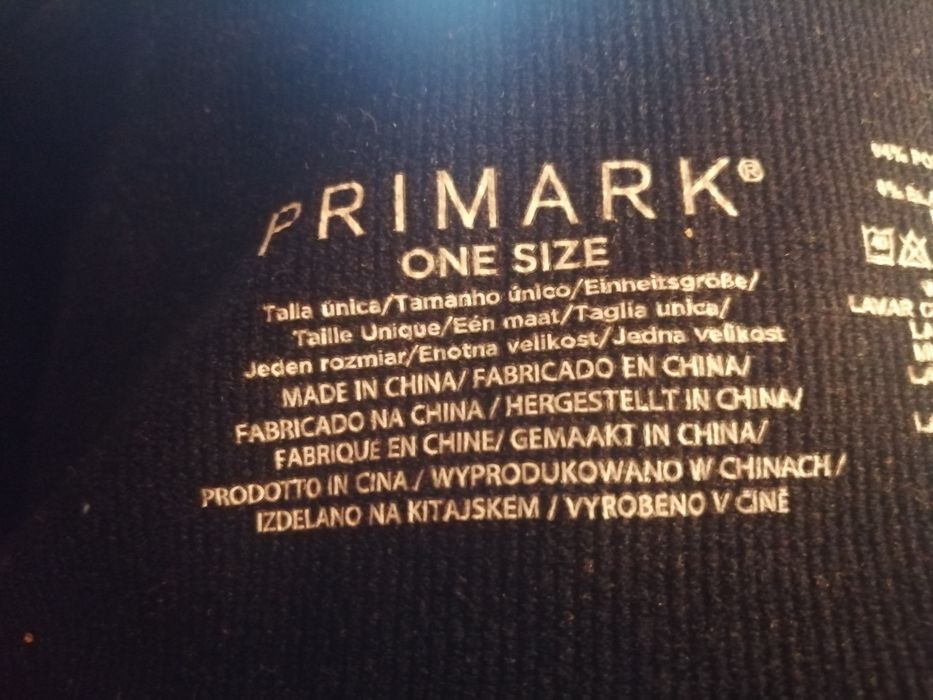 PRIMARK®
ONE SIZE
Talla única/Tamanho único/Einheitsgröße/
Taille Unique/Eén maat/Taglia unica/
Jeden rozmiar/Enotna velikost/Jedna velikost
MADE IN CHINA/ FABRICADO EN CHINA/
FABRICADO NA CHINA / HERGESTELLT IN CHINA/
FABRIQUE EN CHINE/ GEMAAKT IN CHINA/
PRODOTTO IN CINA / WYPRODUKOWANO W CHINACH /
IZDELANO NA KITAJSKEM / VYROBENO V ČINĚ
LAVAR